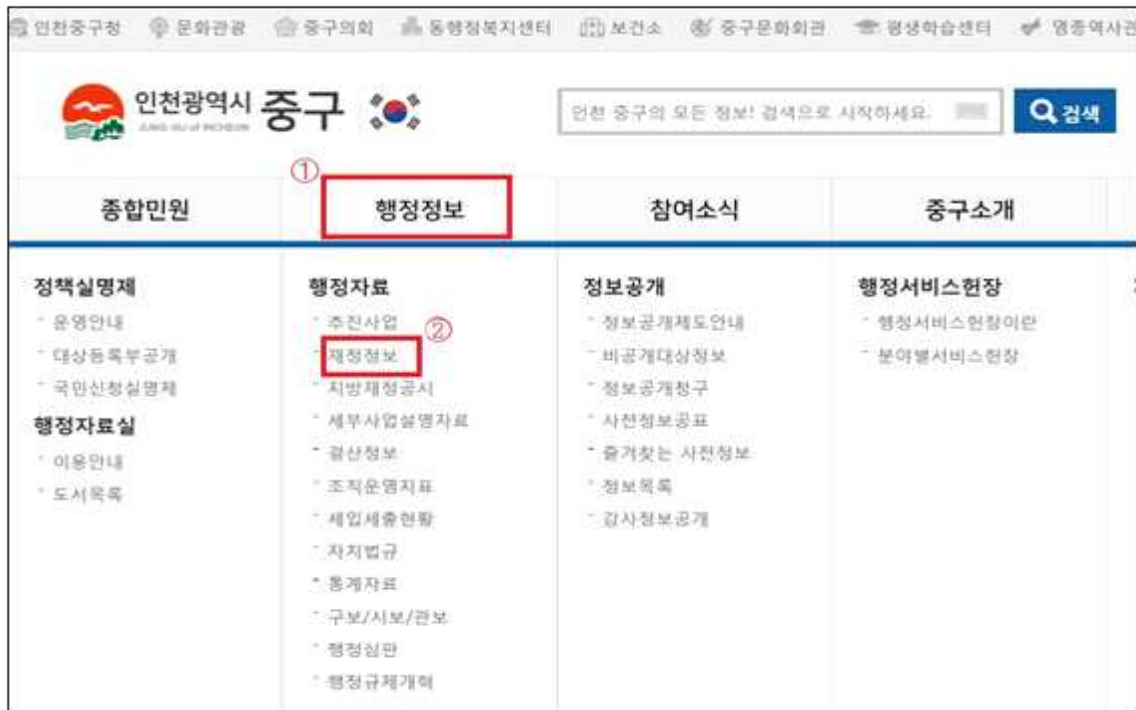 인천중구청 문화관광 중구의회 동행정복지센터 보건소 중구문화회관 평생학습센터 영종역사관
인천광역시 중구
JUNG-GU of INCHEON
인천 중구의 모든 정보! 검색으로 시작하세요.
검색
①
종합민원 행정정보 참여소식 중구소개
정책실명제
운영안내
대상등록부공개
국민신청실명제
행정자료실
이용안내
도서목록
행정자료
추진사업
②
재정정보
지방재정공시
세부사업설명자료
결산정보
조직운영지표
세입세출현황
자치법규
통계자료
구보/시보/관보
행정심판
행정규제개혁
정보공개
정보공개제도안내
비공개대상정보
정보공개청구
사전정보공표
즐겨찾는 사전정보
정보목록
감사정보공개
행정서비스헌장
행정서비스헌장이란
분야별서비스헌장